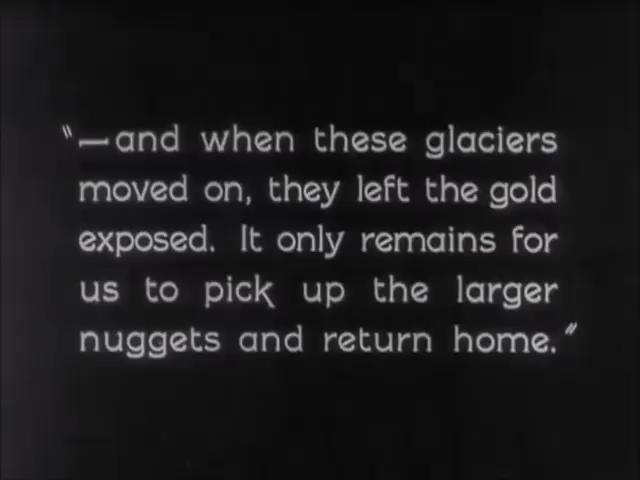 "—and when these glaciers
moved on, they left the gold
exposed. It only remains for
us to pick up the larger
nuggets and return home."